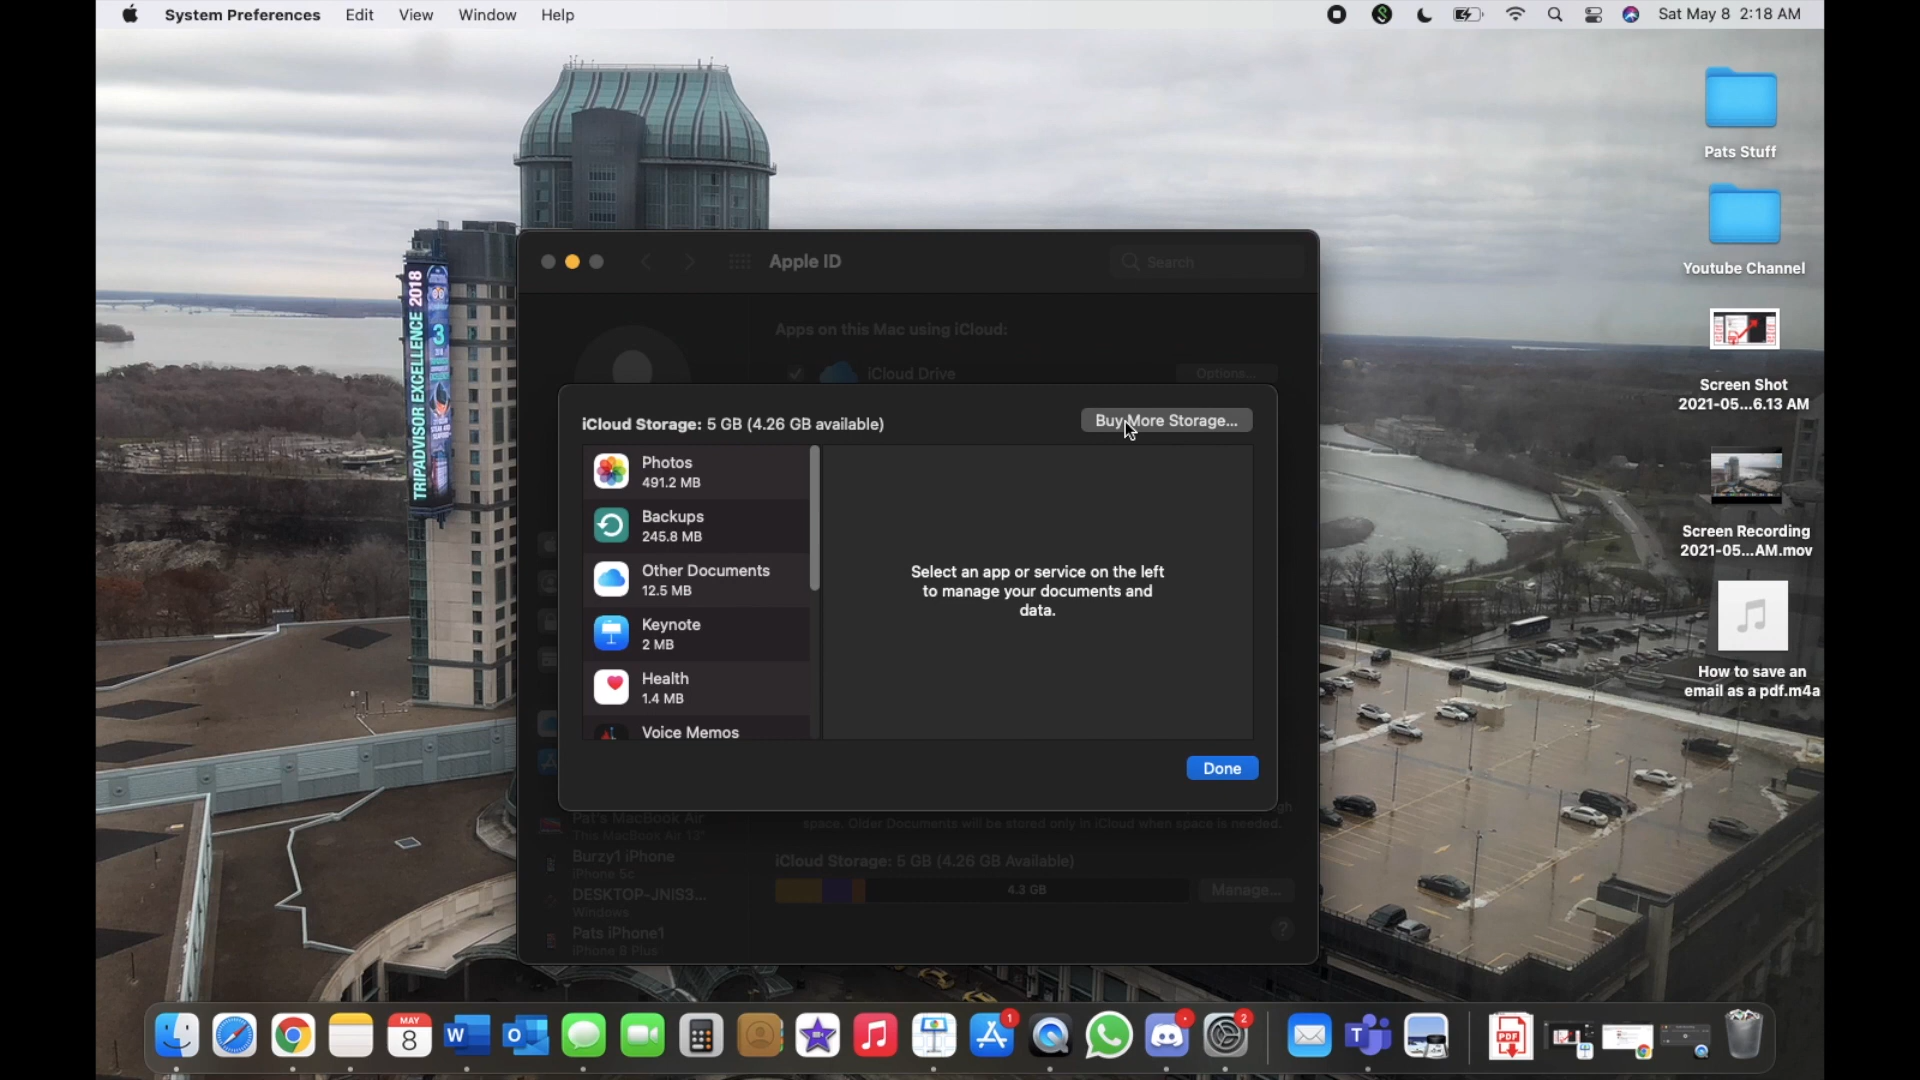 System Preferences Edit View Window Help
Sat May 8 2:18 AM
Pats Stuff
Youtube Channel
Screen Shot
2021-05...6.13 AM
Screen Recording
2021-05...AM.mov
How to save an
email as a pdf.m4a
TRIPADVISOR EXCELLENCE 2018
3
Apple ID
Search
Apps on this Mac using iCloud:
iCloud Drive
Options...
iCloud Storage: 5 GB (4.26 GB available)
Buy More Storage...
Photos
491.2 MB
Backups
245.8 MB
Other Documents
12.5 MB
Keynote
2 MB
Health
1.4 MB
Voice Memos
Select an app or service on the left
to manage your documents and
data.
Done
Pat's MacBook Air
This MacBook Air 13"
Burzy1 iPhone
iPhone 5c
DESKTOP-JNIS3...
Windows
Pats iPhone1
iPhone 8 Plus
space. Older Documents will be stored only in iCloud when space is needed.
iCloud Storage: 5 GB (4.26 GB Available)
4.3 GB
Manage...
?
MAY
8
W
O
1
2
T
PDF